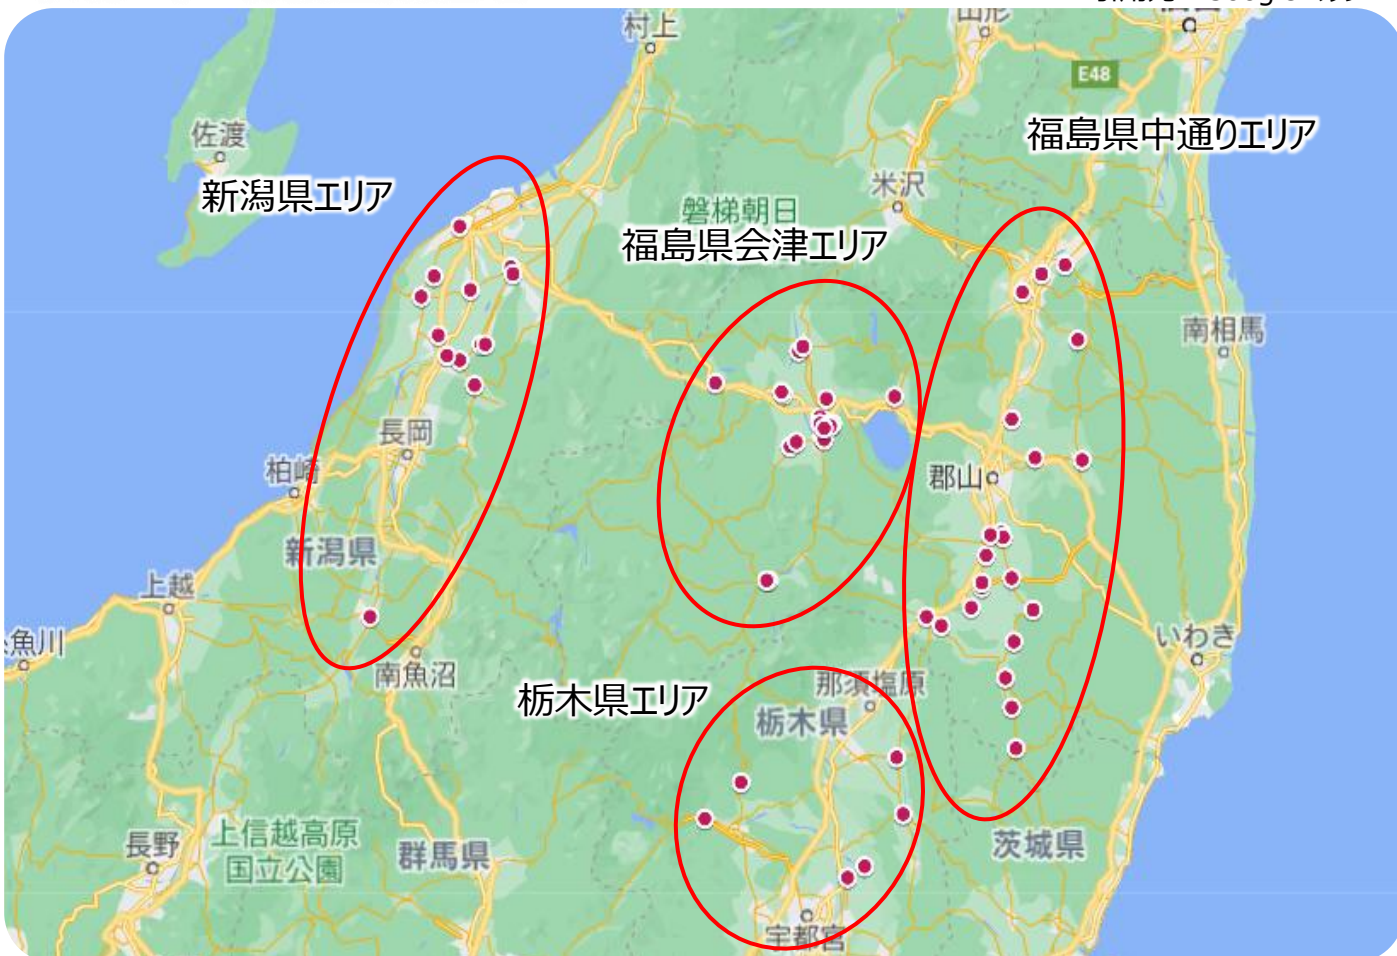 村上
E48
佐渡
福島県中通りエリア
新潟県エリア
米沢
磐梯朝日
福島県会津エリア
南相馬
長岡
柏崎
郡山
新潟県
上越
魚川
いわき
南魚沼
栃木県エリア
那須塩原
栃木県
長野
上信越高原
国立公園
群馬県
茨城県
宇都宮